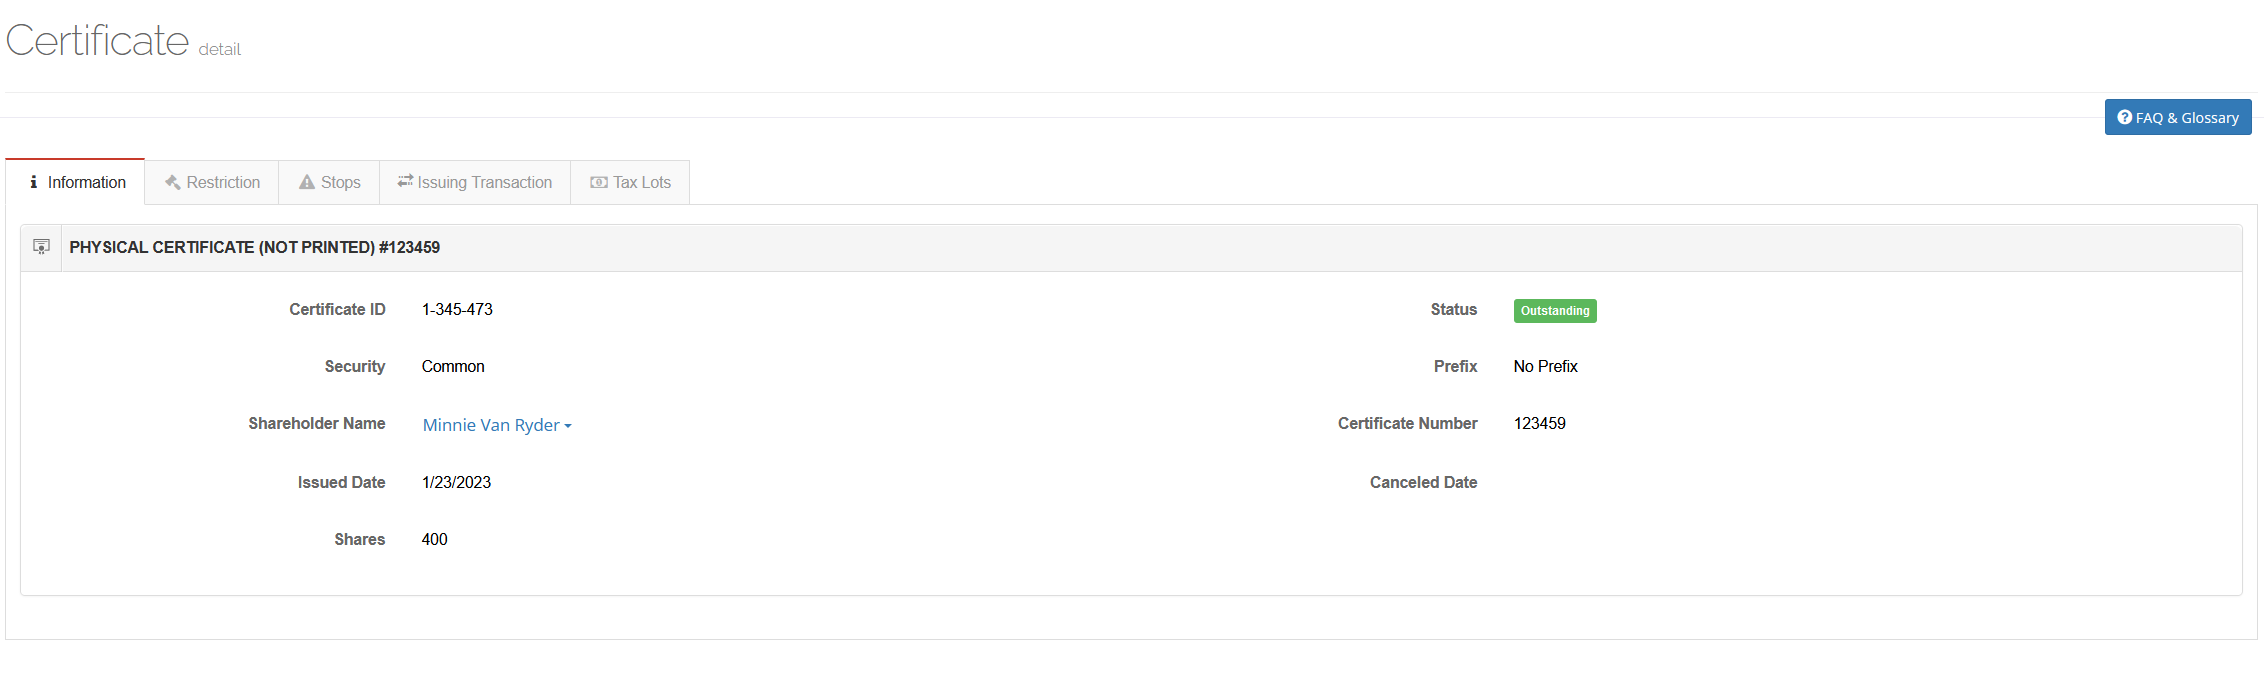 Certificate detail
FAQ & Glossary
Information Restriction Stops Issuing Transaction Tax Lots
PHYSICAL CERTIFICATE (NOT PRINTED) #123459
Certificate ID 1-345-473 Status Outstanding
Security Common Prefix No Prefix
Shareholder Name Minnie Van Ryder Certificate Number 123459
Issued Date 1/23/2023 Canceled Date
Shares 400